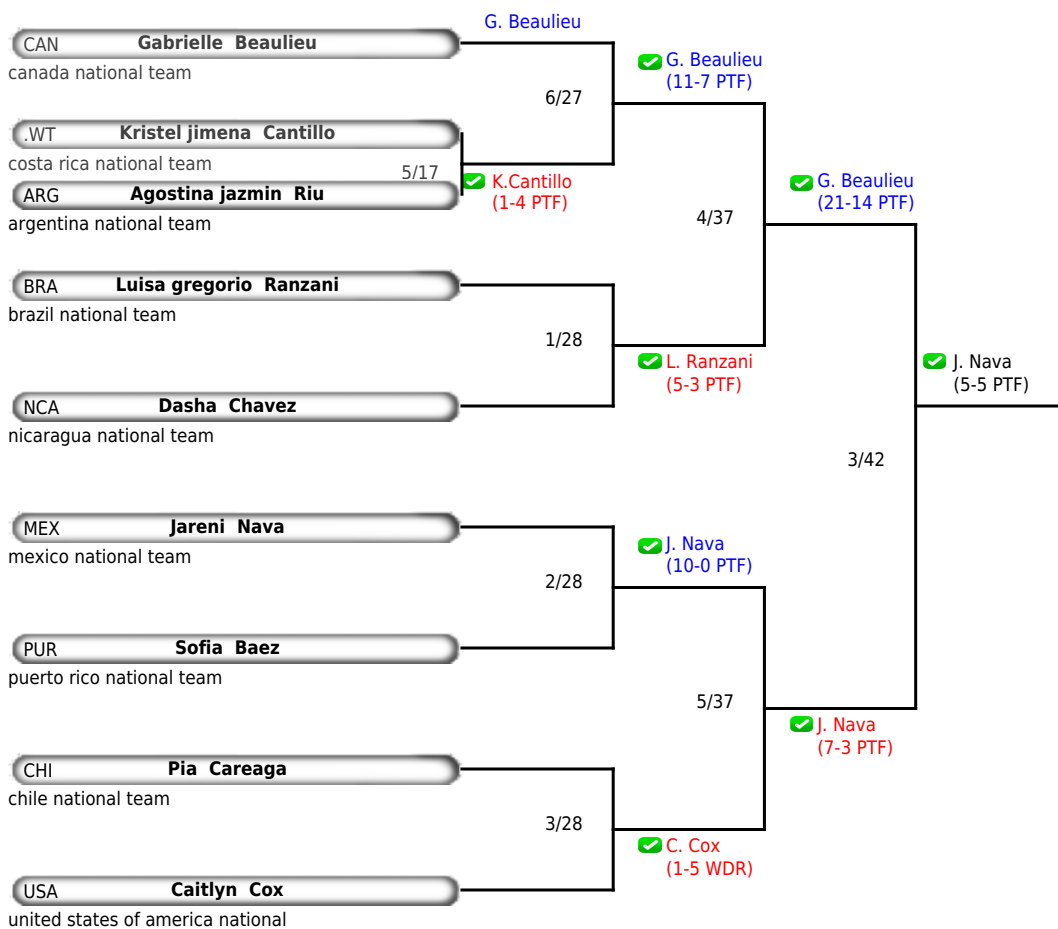 G. Beaulieu
CAN Gabrielle Beaulieu
canada national team
G. Beaulieu
(11-7 PTF)
6/27
.WT Kristel jimena Cantillo
costa rica national team
5/17
K.Cantillo
(1-4 PTF)
ARG Agostina jazmin Riu
argentina national team
G. Beaulieu
(21-14 PTF)
4/37
BRA Luisa gregorio Ranzani
brazil national team
1/28
L. Ranzani
(5-3 PTF)
J. Nava
(5-5 PTF)
NCA Dasha Chavez
nicaragua national team
3/42
MEX Jareni Nava
mexico national team
J. Nava
(10-0 PTF)
2/28
PUR Sofia Baez
puerto rico national team
5/37
J. Nava
(7-3 PTF)
CHI Pia Careaga
chile national team
3/28
C. Cox
(1-5 WDR)
USA Caitlyn Cox
united states of america national